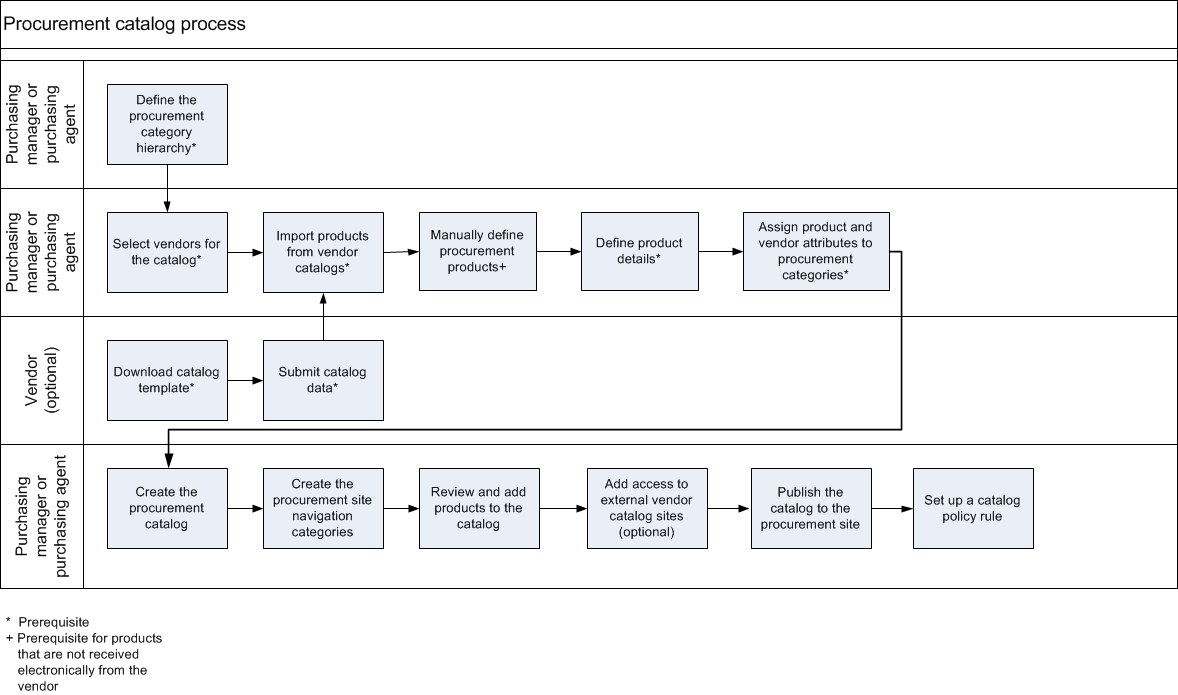 Procurement catalog process
Purchasing
manager or
purchasing
agent
Define the
procurement
category
hierarchy*
Purchasing
manager or
purchasing
agent
Select vendors for
the catalog*
Import products
from vendor
catalogs*
Manually define
procurement
products+
Define product
details*
Assign product and
vendor attributes to
procurement
categories*
Vendor
(optional)
Download catalog
template*
Submit catalog
data*
Purchasing
manager or
purchasing agent
Create the
procurement
catalog
Create the
procurement site
navigation
categories
Review and add
products to the
catalog
Add access to
external vendor
catalog sites
(optional)
Publish the
catalog to the
procurement site
Set up a catalog
policy rule
* Prerequisite
+ Prerequisite for products
that are not received
electronically from the
vendor